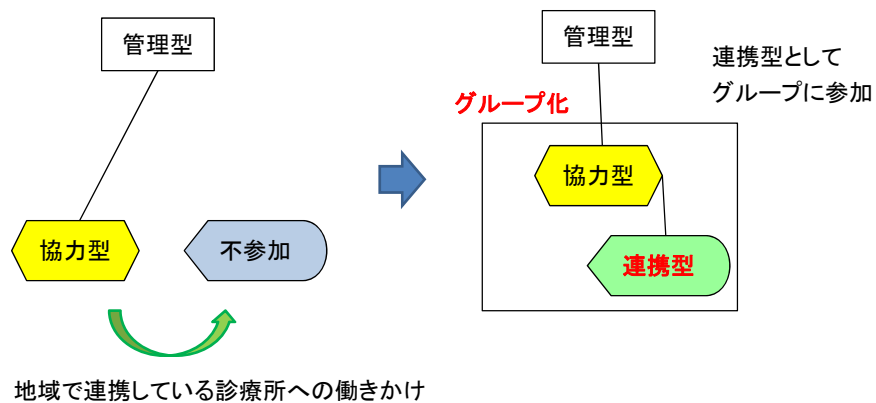 管理型
協力型
不参加
地域で連携している診療所への働きかけ
管理型
連携型として
グループに参加
グループ化
協力型
連携型